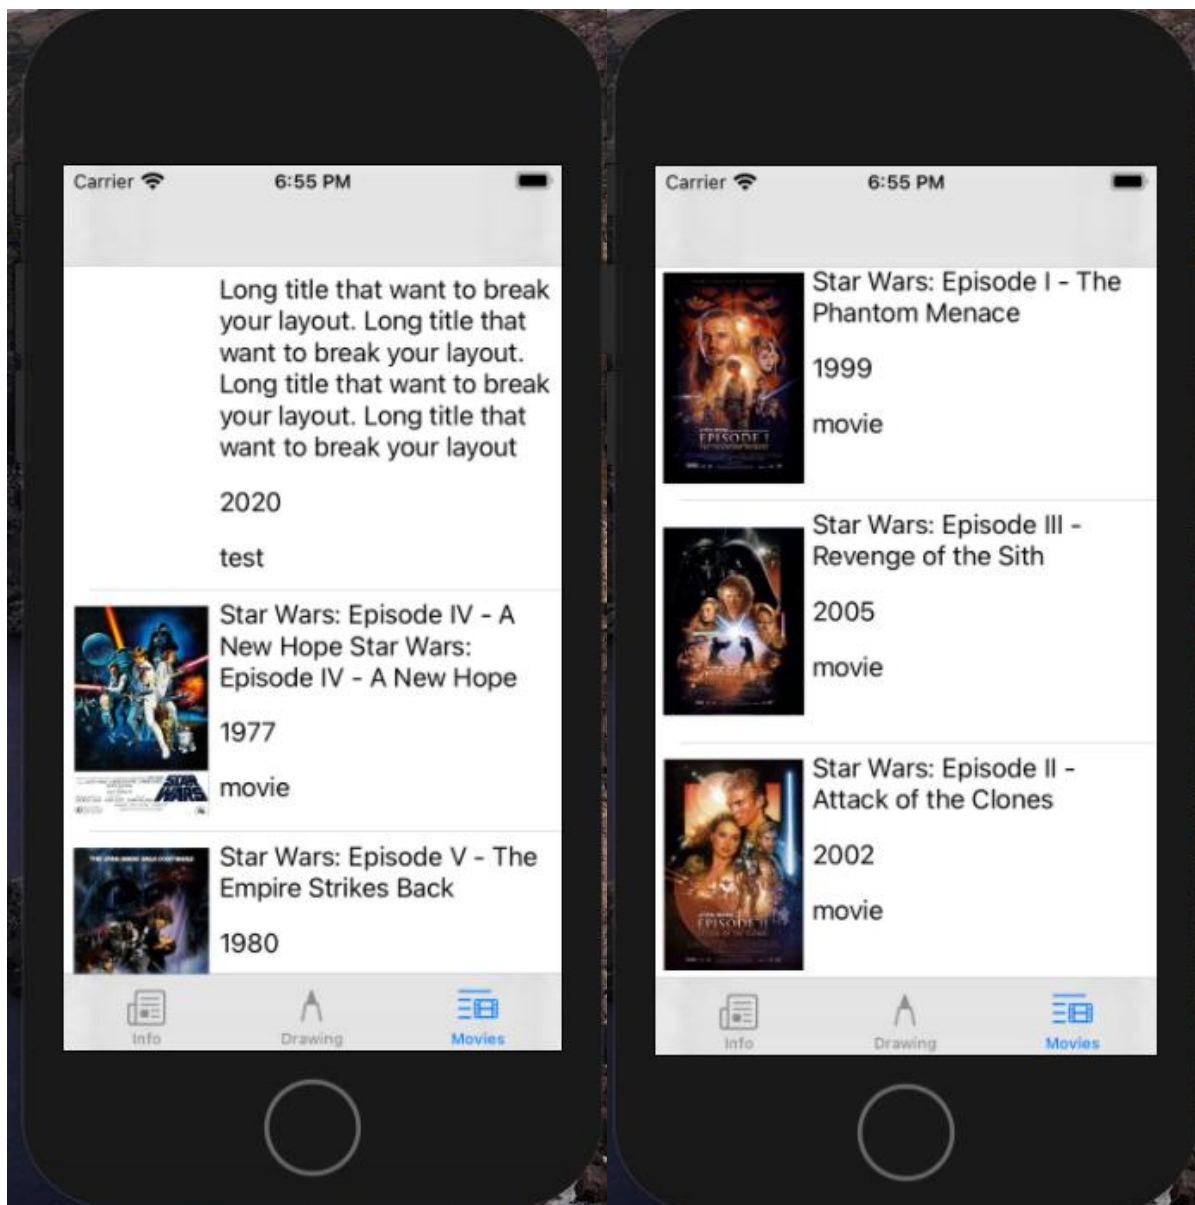 Carrier
6:55 PM
Long title that want to break
your layout. Long title that
want to break your layout.
Long title that want to break
your layout. Long title that
want to break your layout
2020
test
Star Wars: Episode IV - A
New Hope Star Wars:
Episode IV - A New Hope
1977
movie
STAR
WARS
Star Wars: Episode V - The
Empire Strikes Back
1980
Info
Drawing
Movies
Carrier
6:55 PM
Star Wars: Episode I - The
Phantom Menace
1999
movie
EPISODE I
Star Wars: Episode III -
Revenge of the Sith
2005
movie
Star Wars: Episode II -
Attack of the Clones
2002
movie
EPISODE II
Info
Drawing
Movies